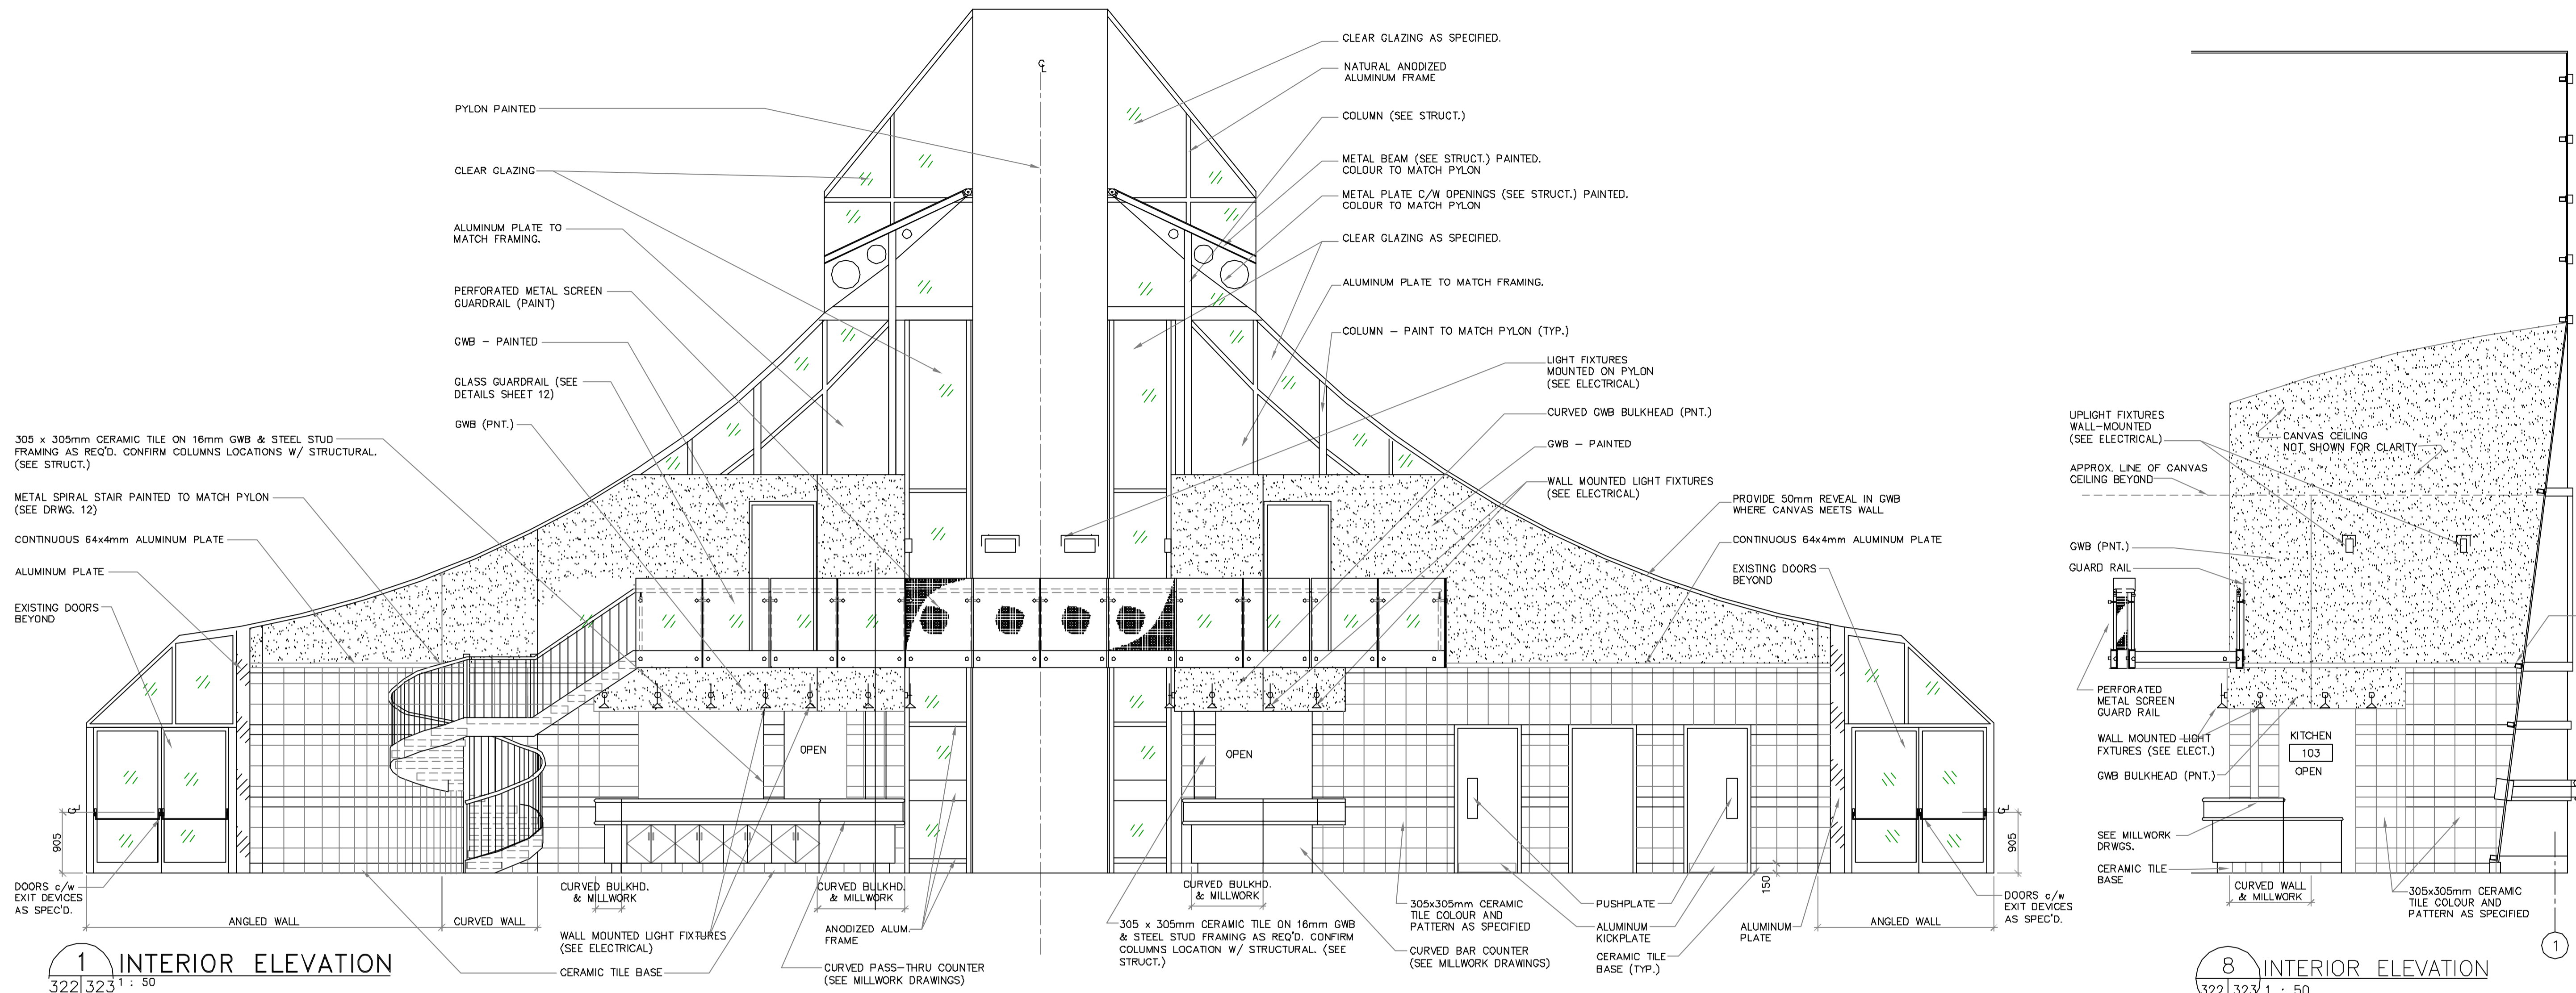 PYLON PAINTED
CLEAR GLAZING
ALUMINUM PLATE TO
MATCH FRAMING.
PERFORATED METAL SCREEN
GUARDRAIL (PAINT)
GWB - PAINTED
GLASS GUARDRAIL (SEE
DETAILS SHEET 12)
GWB (PNT.)
305 x 305mm CERAMIC TILE ON 16mm GWB & STEEL STUD
FRAMING AS REQ'D. CONFIRM COLUMNS LOCATIONS W/ STRUCTURAL.
(SEE STRUCT.)
METAL SPIRAL STAIR PAINTED TO MATCH PYLON
(SEE DRWG. 12)
CONTINUOUS 64x4mm ALUMINUM PLATE
ALUMINUM PLATE
EXISTING DOORS
BEYOND
905
DOORS c/w
EXIT DEVICES
AS SPEC'D.
ANGLED WALL
CURVED WALL
CURVED BULKHD.
& MILLWORK
CURVED BULKHD.
& MILLWORK
WALL MOUNTED LIGHT FIXTURES
(SEE ELECTRICAL)
CERAMIC TILE BASE
ANODIZED ALUM.
FRAME
CURVED PASS-THRU COUNTER
(SEE MILLWORK DRAWINGS)
OPEN
OPEN
℄
CLEAR GLAZING AS SPECIFIED.
NATURAL ANODIZED
ALUMINUM FRAME
COLUMN (SEE STRUCT.)
METAL BEAM (SEE STRUCT.) PAINTED.
COLOUR TO MATCH PYLON
METAL PLATE C/W OPENINGS (SEE STRUCT.) PAINTED.
COLOUR TO MATCH PYLON
CLEAR GLAZING AS SPECIFIED.
ALUMINUM PLATE TO MATCH FRAMING.
COLUMN - PAINT TO MATCH PYLON (TYP.)
LIGHT FIXTURES
MOUNTED ON PYLON
(SEE ELECTRICAL)
CURVED GWB BULKHEAD (PNT.)
GWB - PAINTED
WALL MOUNTED LIGHT FIXTURES
(SEE ELECTRICAL)
PROVIDE 50mm REVEAL IN GWB
WHERE CANVAS MEETS WALL
CONTINUOUS 64x4mm ALUMINUM PLATE
EXISTING DOORS
BEYOND
CURVED BULKHD.
& MILLWORK
305 x 305mm CERAMIC TILE ON 16mm GWB
& STEEL STUD FRAMING AS REQ'D. CONFIRM
COLUMNS LOCATION W/ STRUCTURAL. (SEE
STRUCT.)
305x305mm CERAMIC
TILE COLOUR AND
PATTERN AS SPECIFIED
CURVED BAR COUNTER
(SEE MILLWORK DRAWINGS)
PUSHPLATE
ALUMINUM
KICKPLATE
CERAMIC TILE
BASE (TYP.)
150
ALUMINUM
PLATE
ANGLED WALL
905
DOORS c/w
EXIT DEVICES
AS SPEC'D.
1
322 323
INTERIOR ELEVATION
1 : 50
UPLIGHT FIXTURES
WALL-MOUNTED
(SEE ELECTRICAL)
CANVAS CEILING
NOT SHOWN FOR CLARITY
APPROX. LINE OF CANVAS
CEILING BEYOND
GWB (PNT.)
GUARD RAIL
PERFORATED
METAL SCREEN
GUARD RAIL
WALL MOUNTED LIGHT
FXTURES (SEE ELECT.)
GWB BULKHEAD (PNT.)
KITCHEN
103
OPEN
SEE MILLWORK
DRWGS.
CERAMIC TILE
BASE
CURVED WALL
& MILLWORK
305x305mm CERAMIC
TILE COLOUR AND
PATTERN AS SPECIFIED
1
8
322 323
INTERIOR ELEVATION
1 : 50